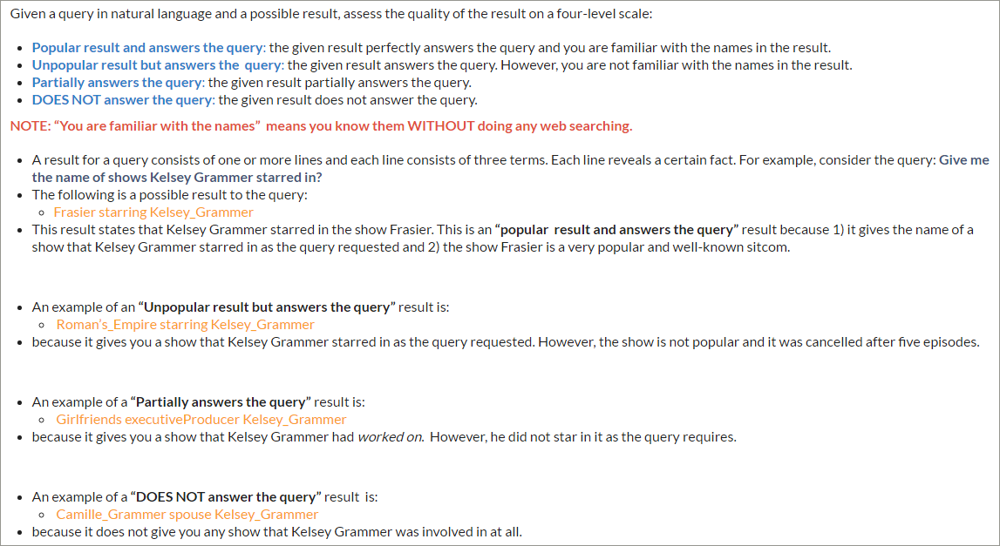 Given a query in natural language and a possible result, assess the quality of the result on a four-level scale:
• Popular result and answers the query: the given result perfectly answers the query and you are familiar with the names in the result.
• Unpopular result but answers the query: the given result answers the query. However, you are not familiar with the names in the result.
• Partially answers the query: the given result partially answers the query.
• DOES NOT answer the query: the given result does not answer the query.
NOTE: “You are familiar with the names” means you know them WITHOUT doing any web searching.
• A result for a query consists of one or more lines and each line consists of three terms. Each line reveals a certain fact. For example, consider the query: Give me
the name of shows Kelsey Grammer starred in?
• The following is a possible result to the query:
◦ Frasier starring Kelsey_Grammer
• This result states that Kelsey Grammer starred in the show Frasier. This is an “popular result and answers the query” result because 1) it gives the name of a
show that Kelsey Grammer starred in as the query requested and 2) the show Frasier is a very popular and well-known sitcom.
• An example of an “Unpopular result but answers the query” result is:
◦ Roman’s_Empire starring Kelsey_Grammer
• because it gives you a show that Kelsey Grammer starred in as the query requested. However, the show is not popular and it was cancelled after five episodes.
• An example of a “Partially answers the query” result is:
◦ Girlfriends executiveProducer Kelsey_Grammer
• because it gives you a show that Kelsey Grammer had worked on. However, he did not star in it as the query requires.
• An example of a “DOES NOT answer the query” result is:
◦ Camille_Grammer spouse Kelsey_Grammer
• because it does not give you any show that Kelsey Grammer was involved in at all.